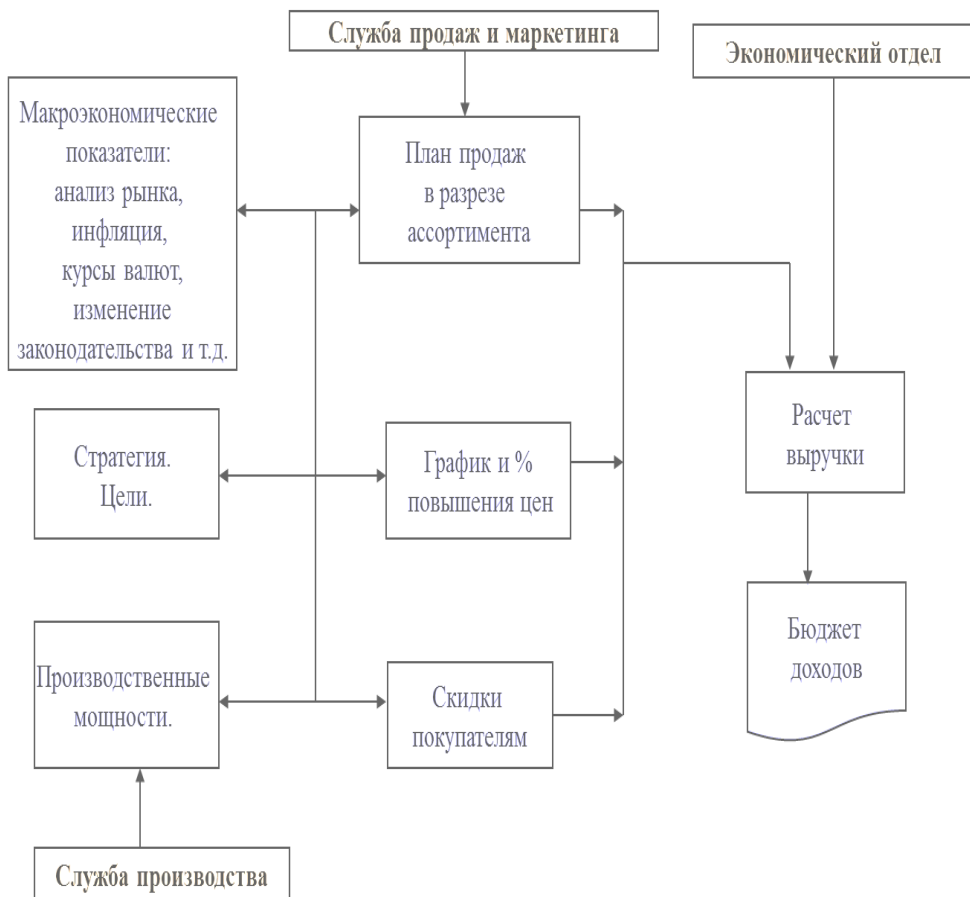 Служба продаж и маркетинга
Экономический отдел
Макроэкономические
показатели:
анализ рынка,
инфляция,
курсы валют,
изменение
законодательства и т.д.
План продаж
в разрезе
ассортимента
Стратегия.
Цели.
График и %
повышения цен
Расчет
выручки
Производственные
мощности.
Скидки
покупателям
Бюджет
доходов
Служба производства